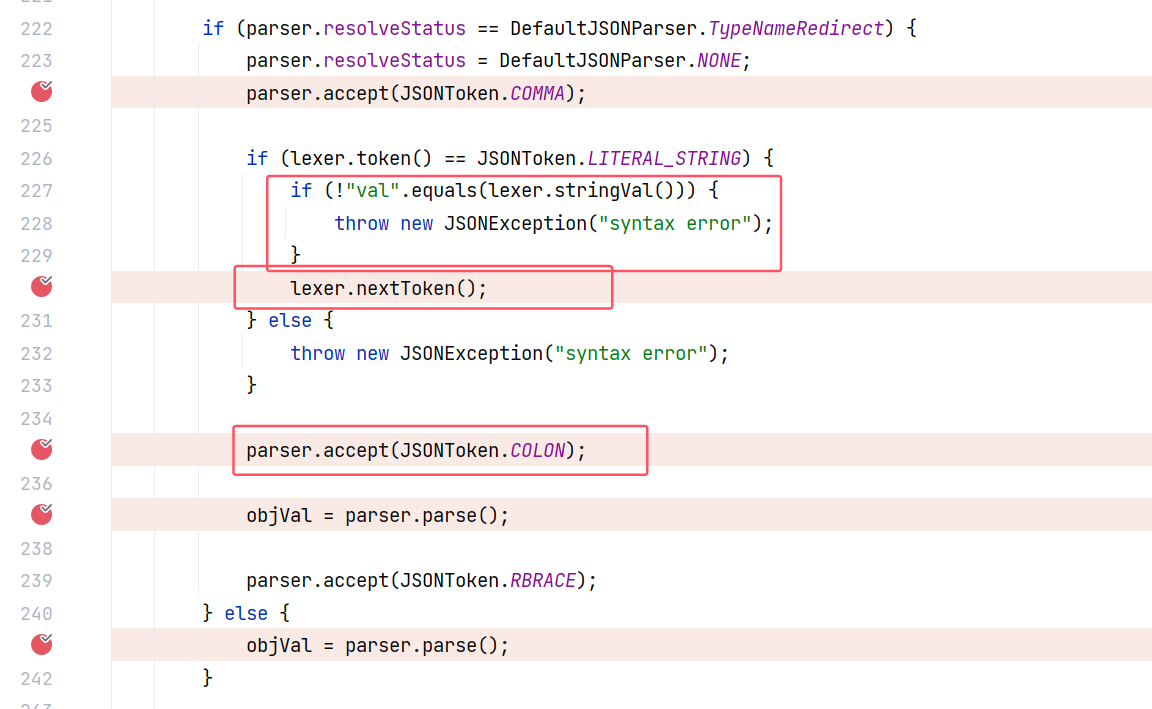 222 if (parser.resolveStatus == DefaultJSONParser.TypeNameRedirect) {
223 parser.resolveStatus = DefaultJSONParser.NONE;
parser.accept(JSONToken.COMMA);
225
226 if (lexer.token() == JSONToken.LITERAL_STRING) {
227 if (!"val".equals(lexer.stringVal())) {
228 throw new JSONException("syntax error");
229 }
lexer.nextToken();
231 } else {
232 throw new JSONException("syntax error");
233 }
234
parser.accept(JSONToken.COLON);
236
objVal = parser.parse();
238
239 parser.accept(JSONToken.RBRACE);
240 } else {
objVal = parser.parse();
242 }